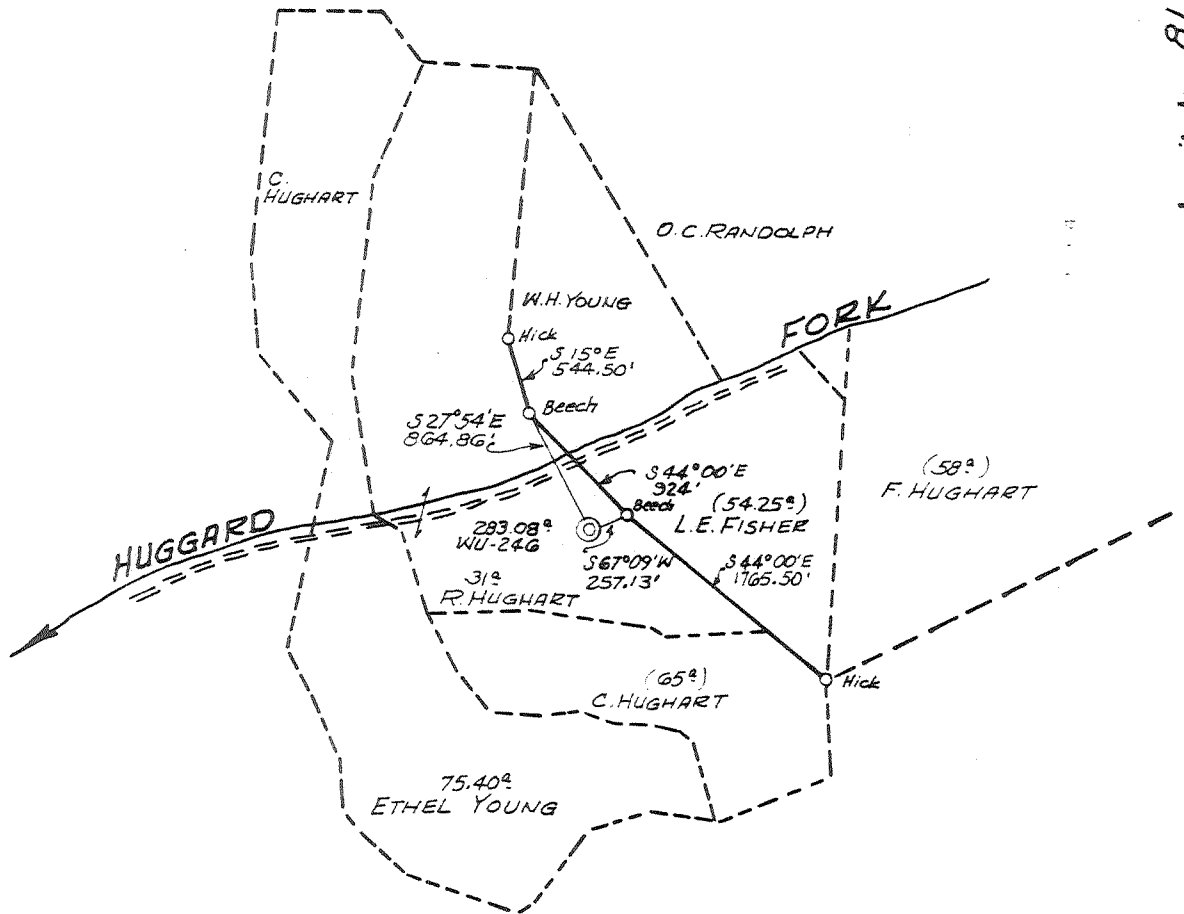 C.
HUGHART
O.C. RANDOLPH
W.H. YOUNG
Hick
S 15° E
544.50'
Beech
FORK
S 27° 54' E
864.86'
S 44° 00' E
924'
Beech
(54.25ª)
L.E. FISHER
(58ª)
F. HUGHART
HUGGARD
283.08ª
WU-246
S 67° 09' W
257.13'
S 44° 00' E
1765.50'
31ª
R. HUGHART
(65ª)
C. HUGHART
Hick
75.40ª
ETHEL YOUNG